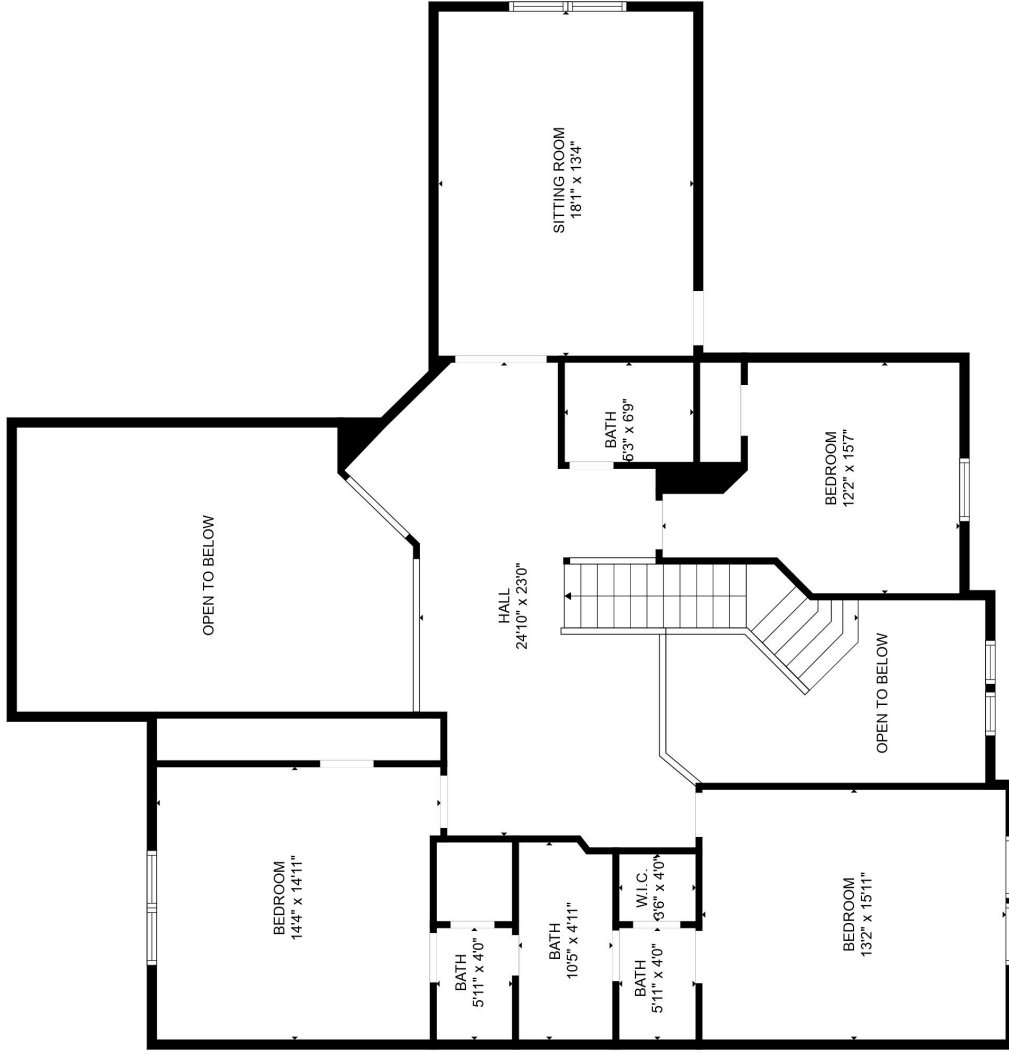 SITTING ROOM
18'1" x 13'4"
BATH
5'3" x 6'9"
BEDROOM
12'2" x 15'7"
OPEN TO BELOW
HALL
24'10" x 23'0"
OPEN TO BELOW
BEDROOM
14'4" x 14'11"
BATH
5'11" x 4'0"
BATH
10'5" x 4'11"
W.I.C.
3'6" x 4'0"
BATH
5'11" x 4'0"
BEDROOM
13'2" x 15'11"